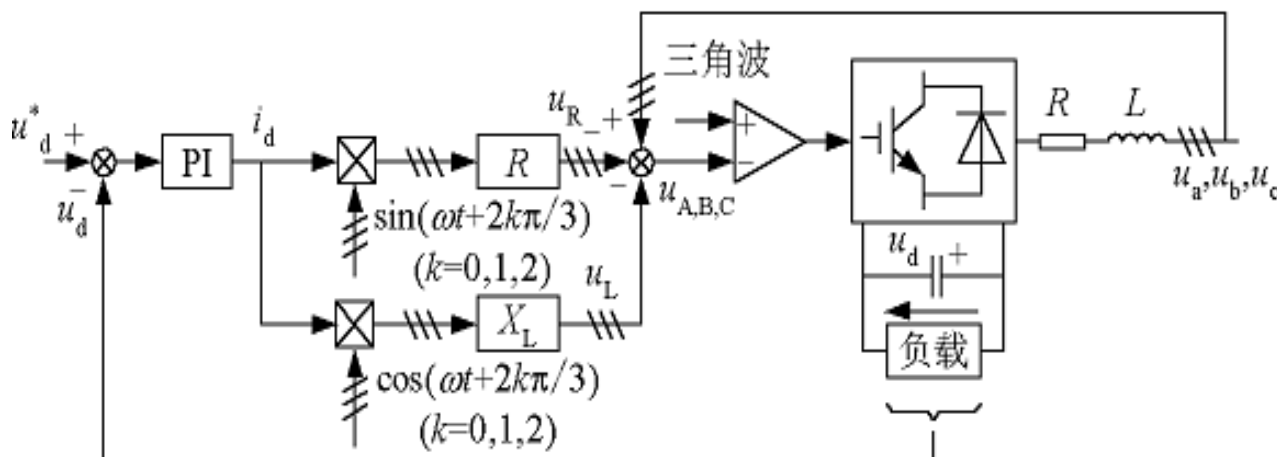 三角波
u*d + − ud
PI
id
R
uR − + −
sin(ωt+2kπ/3)
(k=0,1,2)
XL
uL
cos(ωt+2kπ/3)
(k=0,1,2)
uA,B,C
+ −
R L
ua,ub,uc
ud +
负载